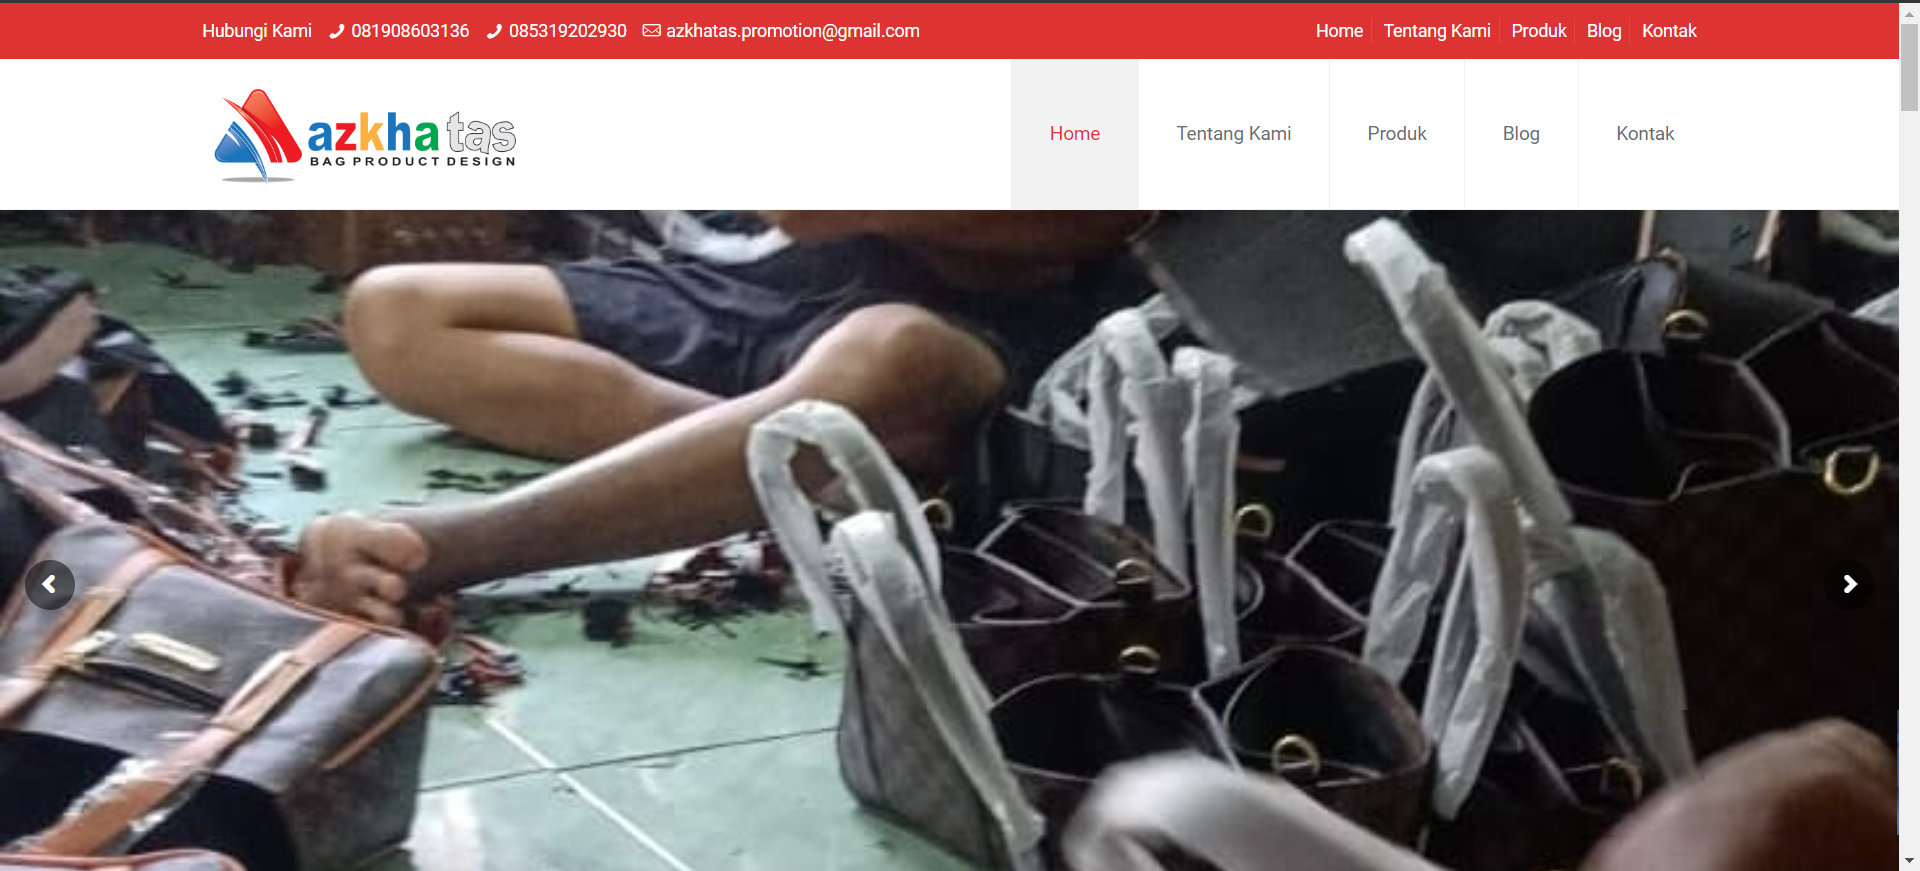 Hubungi Kami 081908603136 085319202930 azkhatas.promotion@gmail.com
Home Tentang Kami Produk Blog Kontak
azkha tas
BAG PRODUCT DESIGN
Home Tentang Kami Produk Blog Kontak